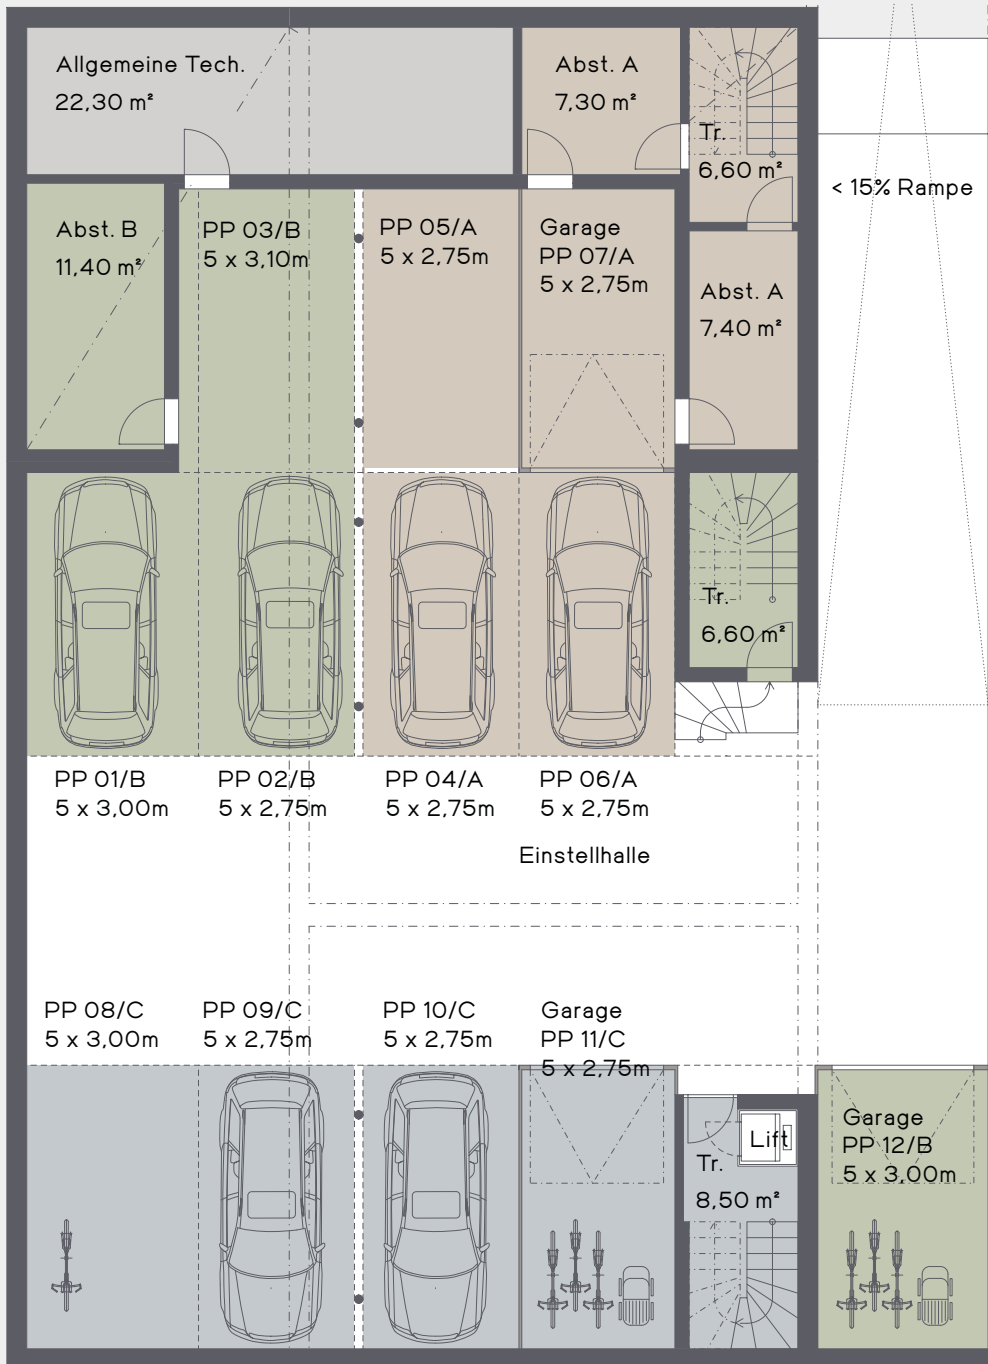 Allgemeine Tech.
22,30 m²
Abst. A
7,30 m²
Tr.
6,60 m²
< 15% Rampe
Abst. B
11,40 m²
PP 03/B
5 x 3,10m
PP 05/A
5 x 2,75m
Garage
PP 07/A
5 x 2,75m
Abst. A
7,40 m²
Tr.
6,60 m²
PP 01/B
5 x 3,00m
PP 02/B
5 x 2,75m
PP 04/A
5 x 2,75m
PP 06/A
5 x 2,75m
Einstellhalle
PP 08/C
5 x 3,00m
PP 09/C
5 x 2,75m
PP 10/C
5 x 2,75m
Garage
PP 11/C
5 x 2,75m
Lift
Tr.
8,50 m²
Garage
PP 12/B
5 x 3,00m